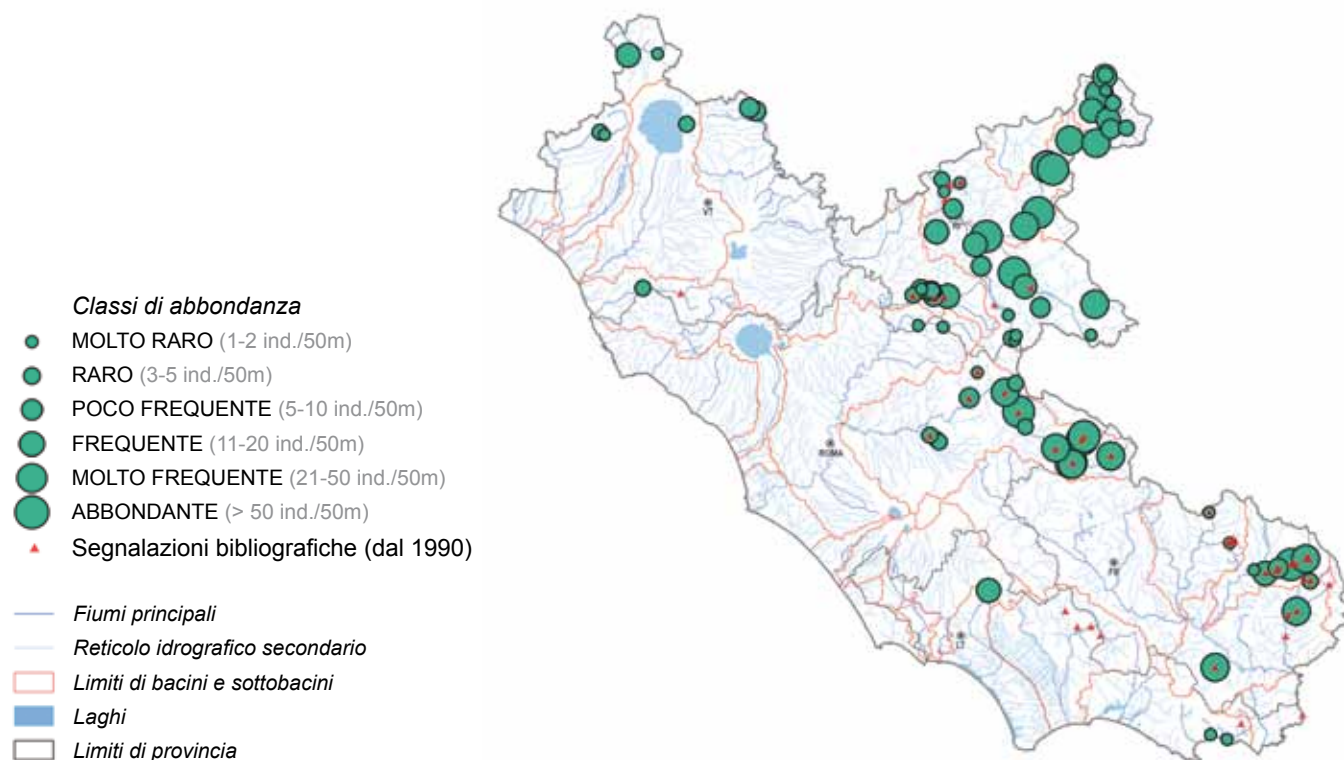 Classi di abbondanza
MOLTO RARO (1-2 ind./50m)
RARO (3-5 ind./50m)
POCO FREQUENTE (5-10 ind./50m)
FREQUENTE (11-20 ind./50m)
MOLTO FREQUENTE (21-50 ind./50m)
ABBONDANTE (> 50 ind./50m)
Segnalazioni bibliografiche (dal 1990)
Fiumi principali
Reticolo idrografico secondario
Limiti di bacini e sottobacini
Laghi
Limiti di provincia
VT
ROMA
FR
LT